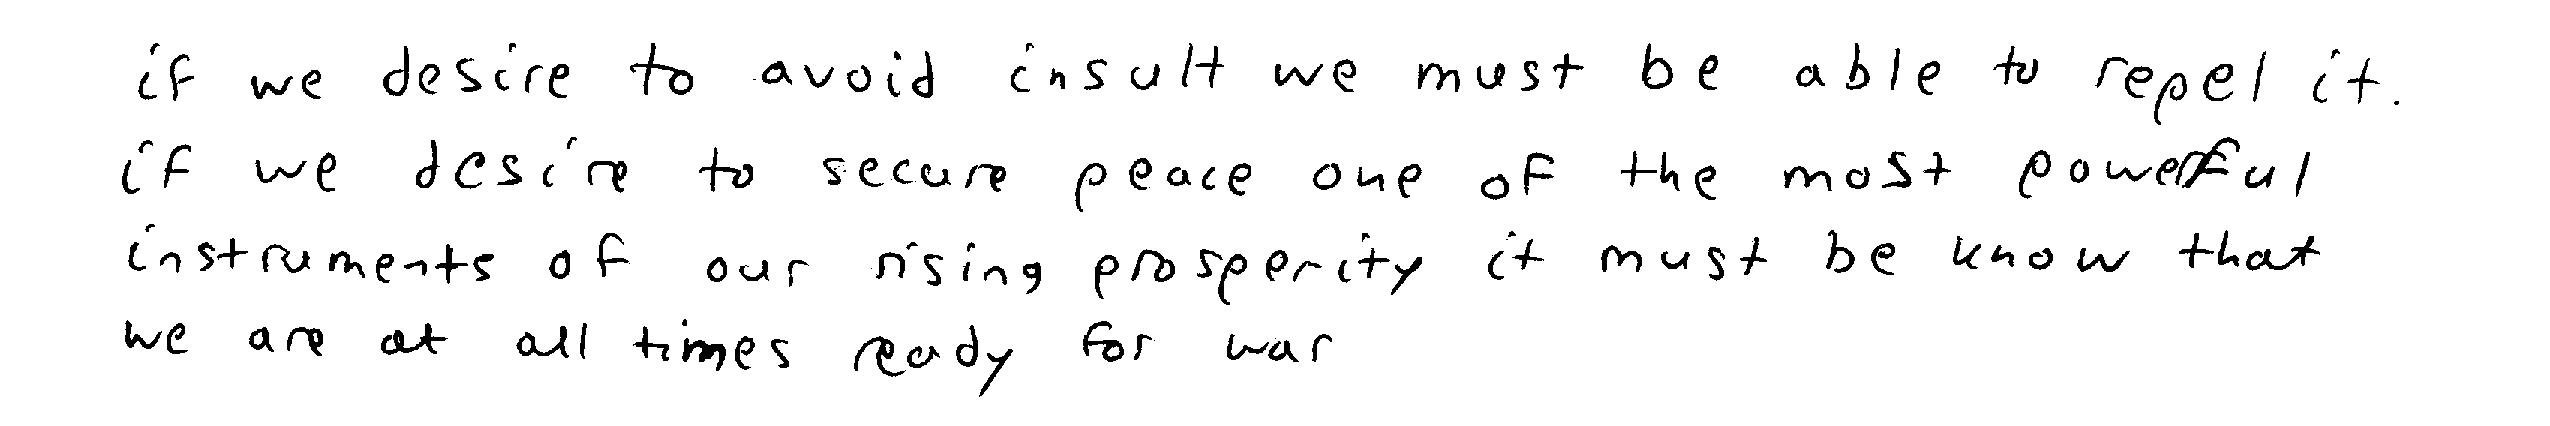 if we desire to avoid insult we must be able to repel it.
if we desire to secure peace one of the most powerful
instruments of our rising prosperity it must be know that
we are at all times ready for war